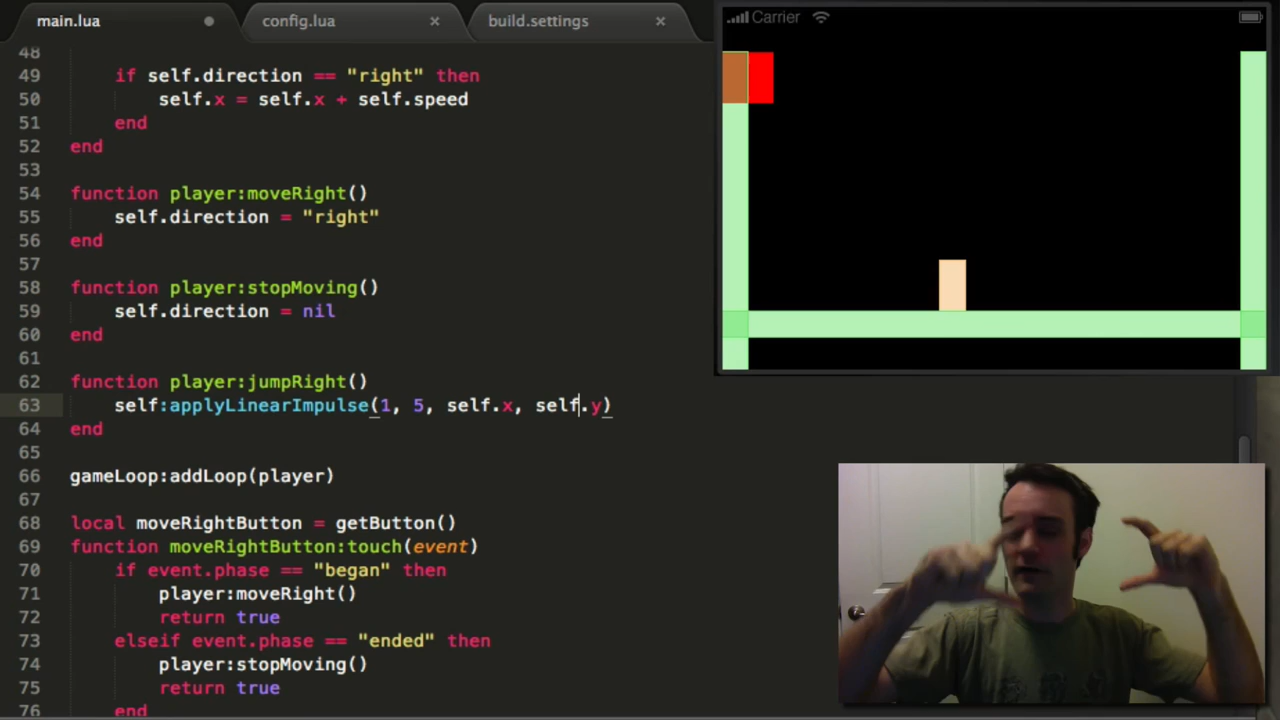 main.lua
config.lua ×
build.settings ×
Carrier
48
49 if self.direction == "right" then
50 self.x = self.x + self.speed
51 end
52 end
53
54 function player:moveRight()
55 self.direction = "right"
56 end
57
58 function player:stopMoving()
59 self.direction = nil
60 end
61
62 function player:jumpRight()
63 self:applyLinearImpulse(1, 5, self.x, self.y)
64 end
65
66 gameLoop:addLoop(player)
67
68 local moveRightButton = getButton()
69 function moveRightButton:touch(event)
70 if event.phase == "began" then
71 player:moveRight()
72 return true
73 elseif event.phase == "ended" then
74 player:stopMoving()
75 return true
76 end